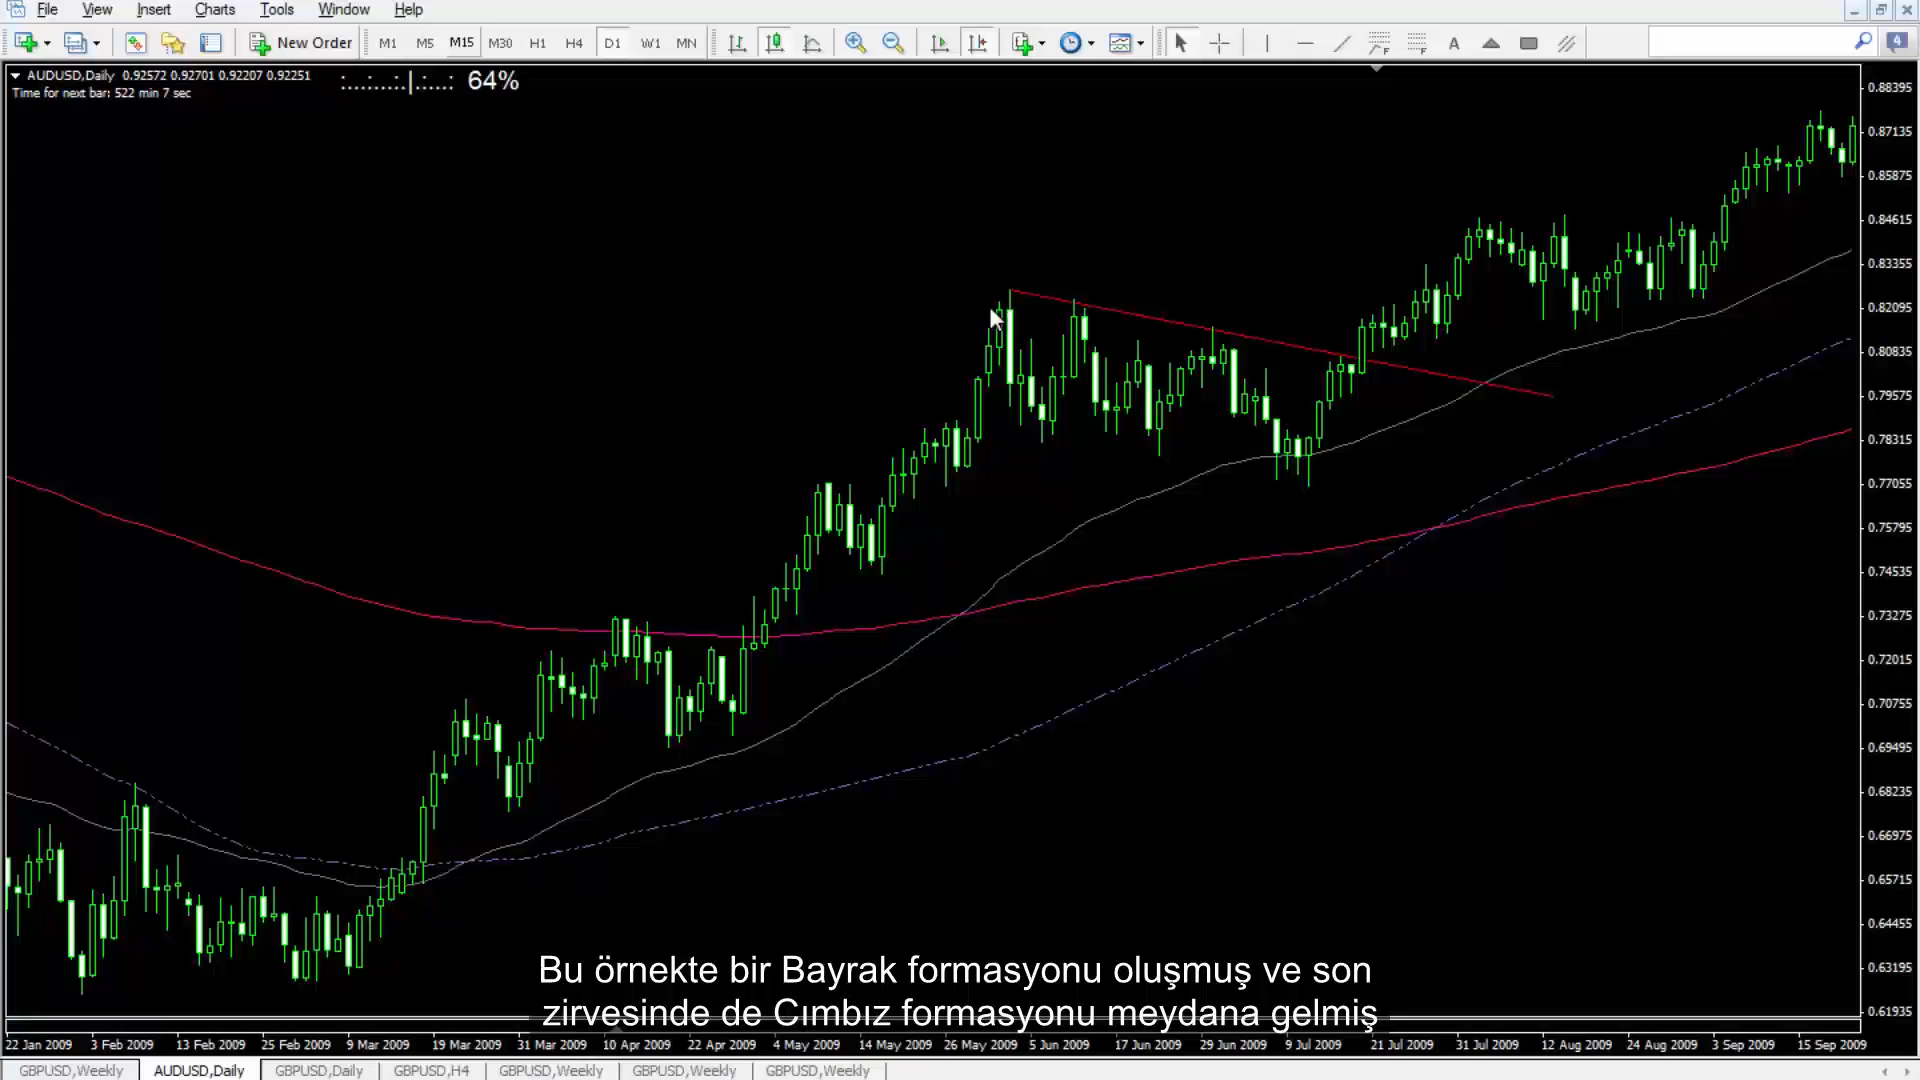 File View Insert Charts Tools Window Help
New Order M1 M5 M15 M30 H1 H4 D1 W1 MN A 4
AUDUSD,Daily 0.92572 0.92701 0.92207 0.92251
:..:..:..:|:..:..: 64%
Time for next bar: 522 min 7 sec
0.88395
0.87135
0.85875
0.84615
0.83355
0.82095
0.80835
0.79575
0.78315
0.77055
0.75795
0.74535
0.73275
0.72015
0.70755
0.69495
0.68235
0.66975
0.65715
0.64455
0.63195
0.61935
Bu örnekte bir Bayrak formasyonu oluşmuş ve son
zirvesinde de Cımbız formasyonu meydana gelmiş
22 Jan 2009 3 Feb 2009 13 Feb 2009 25 Feb 2009 9 Mar 2009 19 Mar 2009 31 Mar 2009 10 Apr 2009 22 Apr 2009 4 May 2009 14 May 2009 26 May 2009 5 Jun 2009 17 Jun 2009 29 Jun 2009 9 Jul 2009 21 Jul 2009 31 Jul 2009 12 Aug 2009 24 Aug 2009 3 Sep 2009 15 Sep 2009
GBPUSD,Weekly AUDUSD,Daily GBPUSD,Daily GBPUSD,H4 GBPUSD,Weekly GBPUSD,Weekly GBPUSD,Weekly